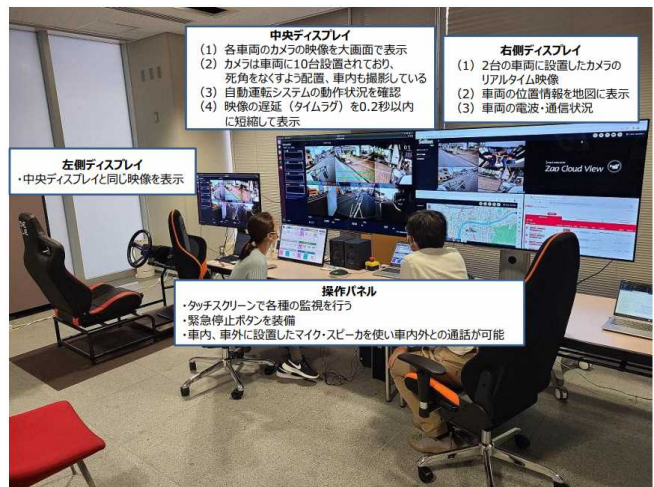 中央ディスプレイ
(1) 各車両のカメラの映像を大画面で表示
(2) カメラは車両に10台設置されており、
死角をなくすよう配置、車内も撮影している
(3) 自動運転システムの動作状況を確認
(4) 映像の遅延（タイムラグ）を0.2秒以内
に短縮して表示
右側ディスプレイ
(1) 2台の車両に設置したカメラの
リアルタイム映像
(2) 車両の位置情報を地図に表示
(3) 車両の電波・通信状況
左側ディスプレイ
・中央ディスプレイと同じ映像を表示
Zao Cloud View
操作パネル
・タッチスクリーンで各種の監視を行う
・緊急停止ボタンを装備
・車内、車外に設置したマイク・スピーカを使い車内外との通話が可能